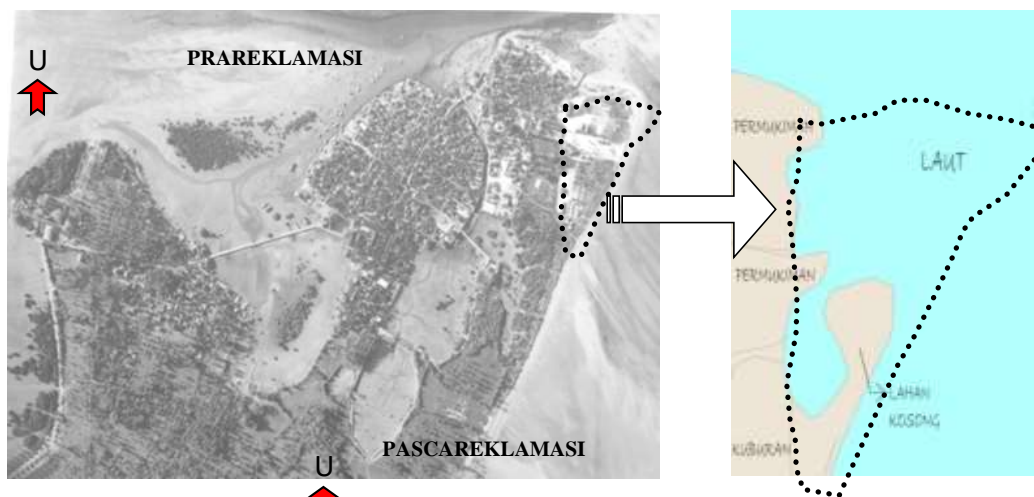 PRAREKLAMASI
U
PERMUKIMAN
LAUT
PERMUKIMAN
LAHAN
KOSONG
KUBURAN
PASCAREKLAMASI
U